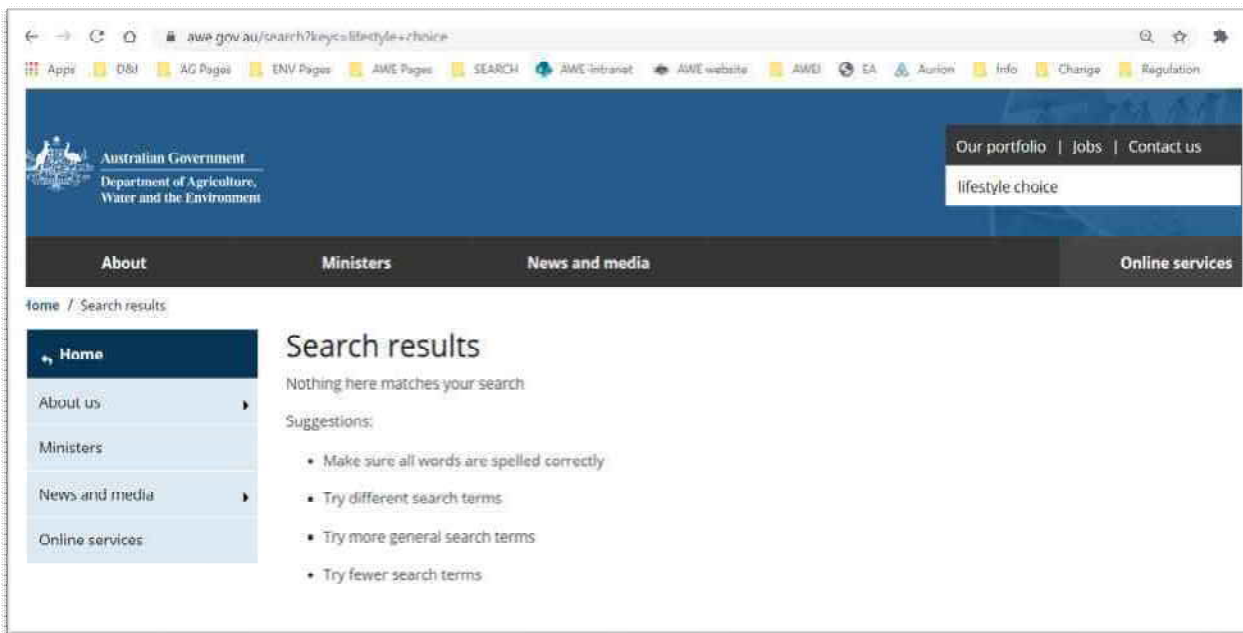 awe.gov.au/search?keys=lifestyle+choice
Apps D&I AG Pages ENV Pages AWE Pages SEARCH AWE-Intranet AWE website AWEI EA Aurion Info Change Regulation
Our portfolio | Jobs | Contact us
Australian Government
Department of Agriculture,
Water and the Environment
lifestyle choice
About Ministers News and media Online services
Home / Search results
Home
Search results
Nothing here matches your search
About us
Suggestions:
Ministers
• Make sure all words are spelled correctly
News and media
• Try different search terms
Online services
• Try more general search terms
• Try fewer search terms